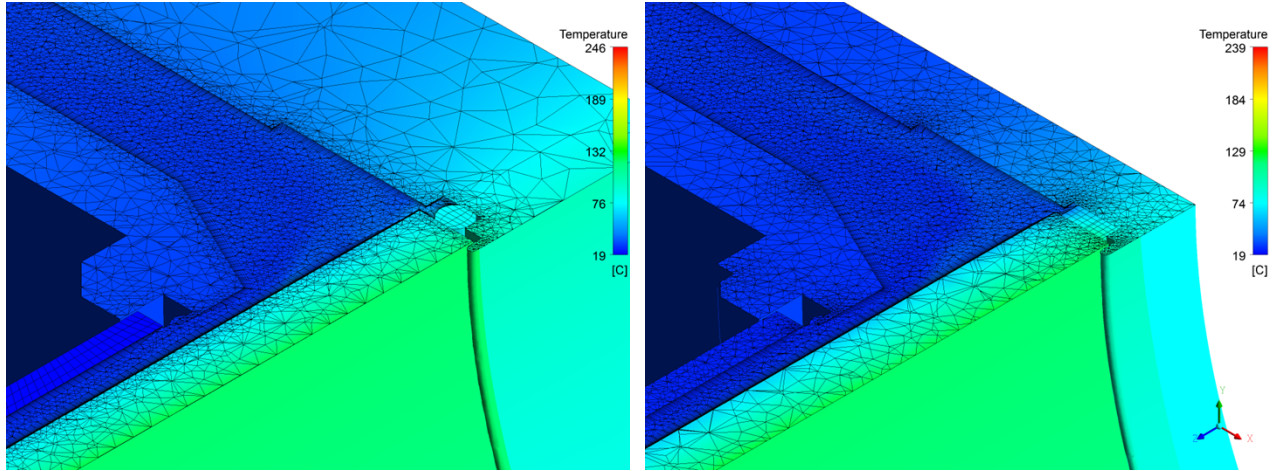 Temperature
246
189
132
76
19
[C]
Temperature
239
184
129
74
19
[C]
Y
Z
X